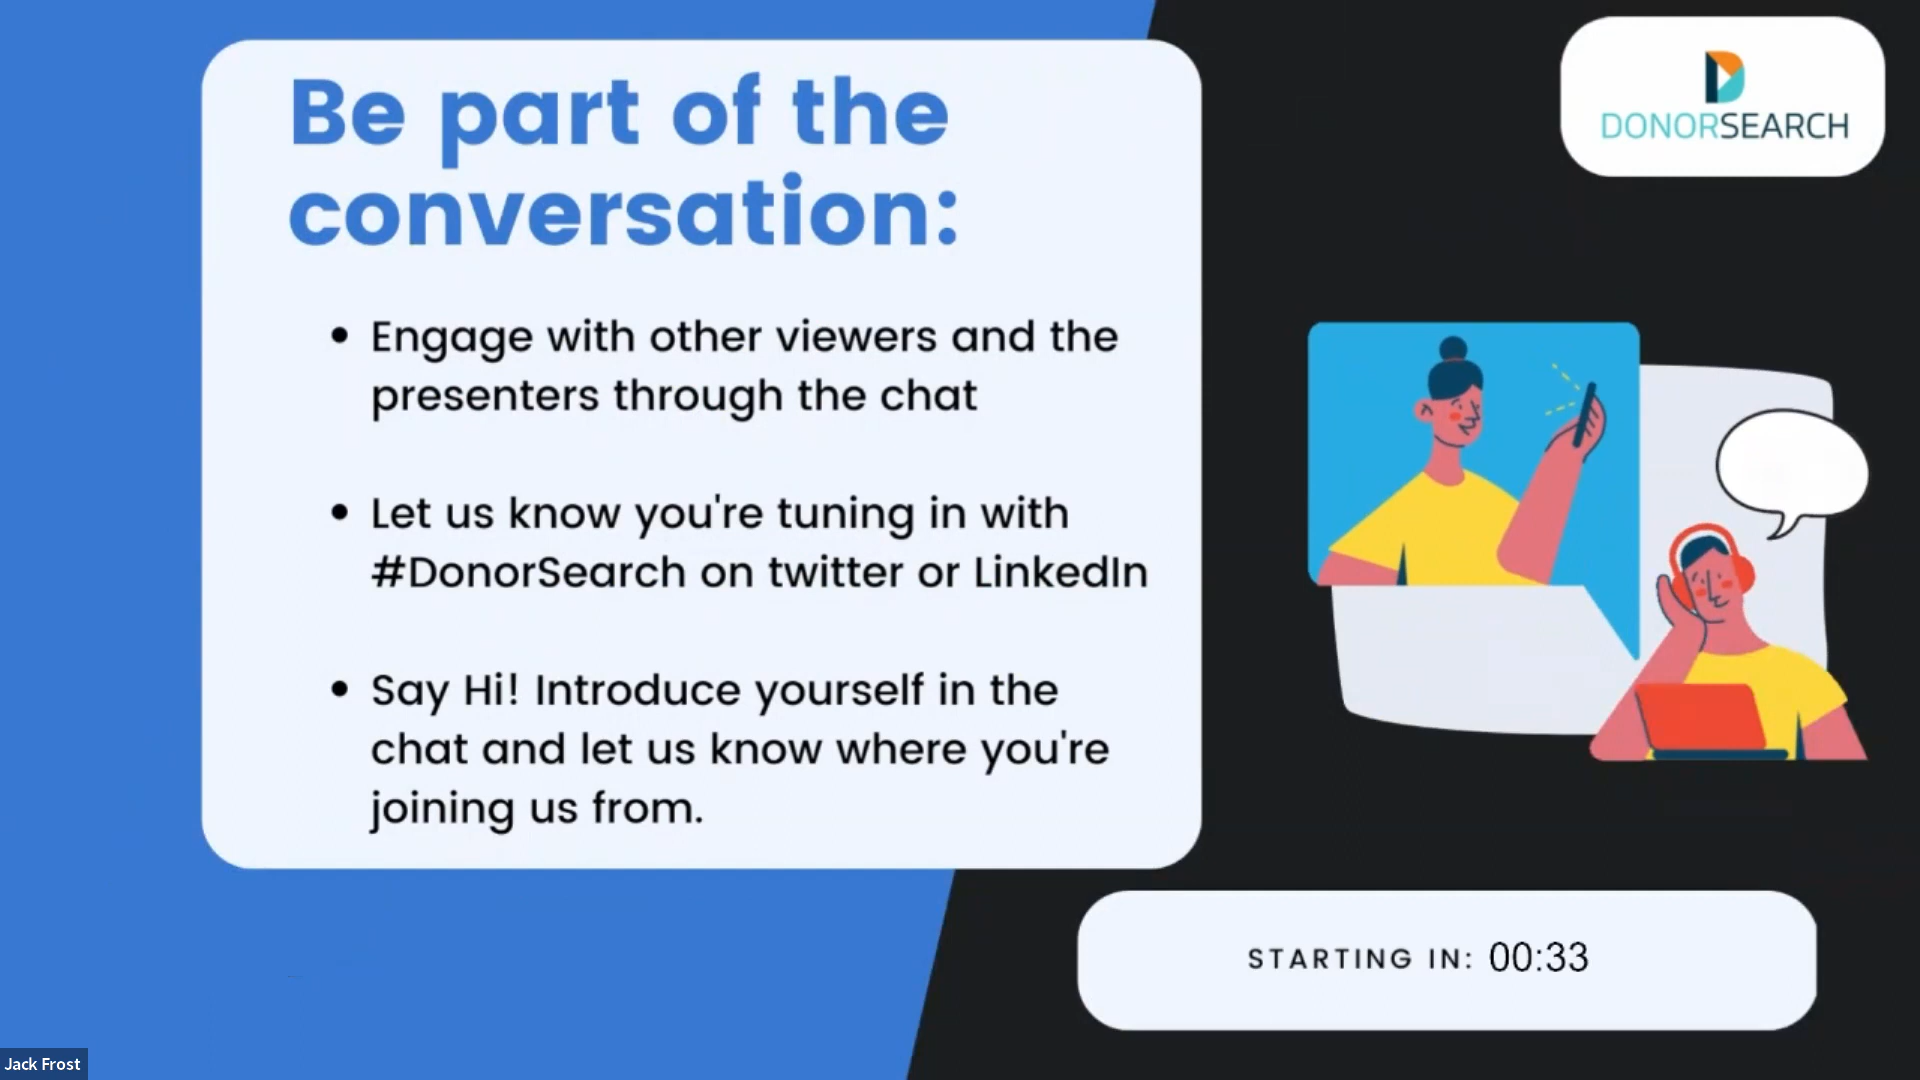 Be part of the
conversation:
• Engage with other viewers and the
presenters through the chat
• Let us know you're tuning in with
#DonorSearch on twitter or LinkedIn
• Say Hi! Introduce yourself in the
chat and let us know where you're
joining us from.
DONORSEARCH
STARTING IN: 00:33
Jack Frost